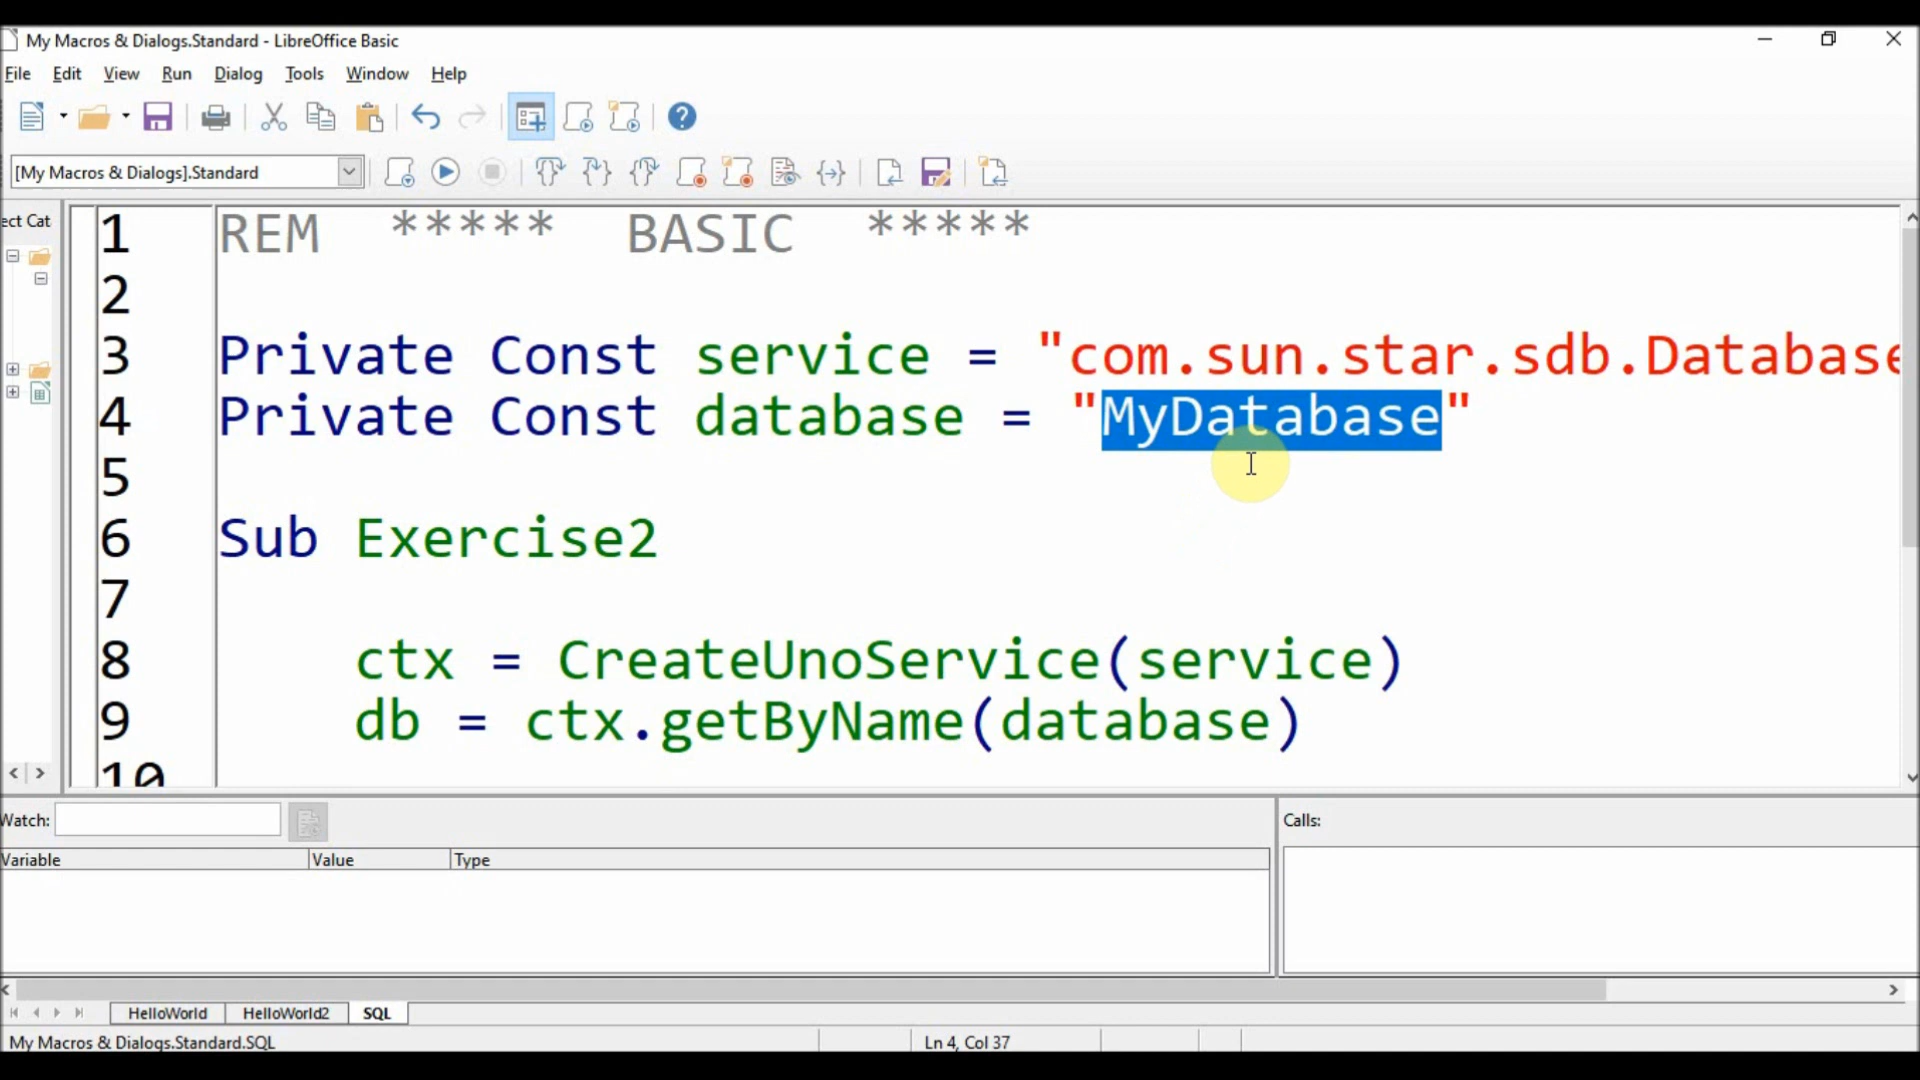 My Macros & Dialogs.Standard - LibreOffice Basic
File Edit View Run Dialog Tools Window Help
[My Macros & Dialogs].Standard
ect Cat
1 REM ***** BASIC *****
2
3 Private Const service = "com.sun.star.sdb.Database
4 Private Const database = "MyDatabase"
5
6 Sub Exercise2
7
8 ctx = CreateUnoService(service)
9 db = ctx.getByName(database)
10
Watch:
Calls:
Variable Value Type
HelloWorld HelloWorld2 SQL
My Macros & Dialogs.Standard.SQL Ln 4, Col 37